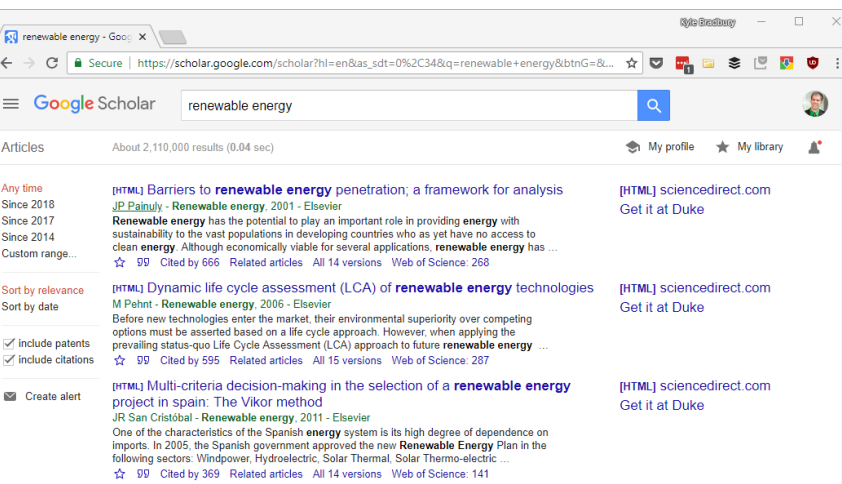 Kyle Bradbury
renewable energy - Goog
Secure | https://scholar.google.com/scholar?hl=en&as_sdt=0%2C34&q=renewable+energy&btnG=&...
1
Google Scholar
renewable energy
Articles
About 2,110,000 results (0.04 sec)
My profile
My library
Any time
Since 2018
Since 2017
Since 2014
Custom range...
Sort by relevance
Sort by date
include patents
include citations
Create alert
[HTML] Barriers to renewable energy penetration; a framework for analysis
JP Painuly - Renewable energy, 2001 - Elsevier
Renewable energy has the potential to play an important role in providing energy with
sustainability to the vast populations in developing countries who as yet have no access to
clean energy. Although economically viable for several applications, renewable energy has ...
Cited by 666 Related articles All 14 versions Web of Science: 268
[HTML] sciencedirect.com
Get it at Duke
[HTML] Dynamic life cycle assessment (LCA) of renewable energy technologies
M Pehnt - Renewable energy, 2006 - Elsevier
Before new technologies enter the market, their environmental superiority over competing
options must be asserted based on a life cycle approach. However, when applying the
prevailing status-quo Life Cycle Assessment (LCA) approach to future renewable energy ...
Cited by 595 Related articles All 15 versions Web of Science: 287
[HTML] sciencedirect.com
Get it at Duke
[HTML] Multi-criteria decision-making in the selection of a renewable energy
project in spain: The Vikor method
JR San Cristóbal - Renewable energy, 2011 - Elsevier
One of the characteristics of the Spanish energy system is its high degree of dependence on
imports. In 2005, the Spanish government approved the new Renewable Energy Plan in the
following sectors: Windpower, Hydroelectric, Solar Thermal, Solar Thermo-electric ...
Cited by 369 Related articles All 14 versions Web of Science: 141
[HTML] sciencedirect.com
Get it at Duke